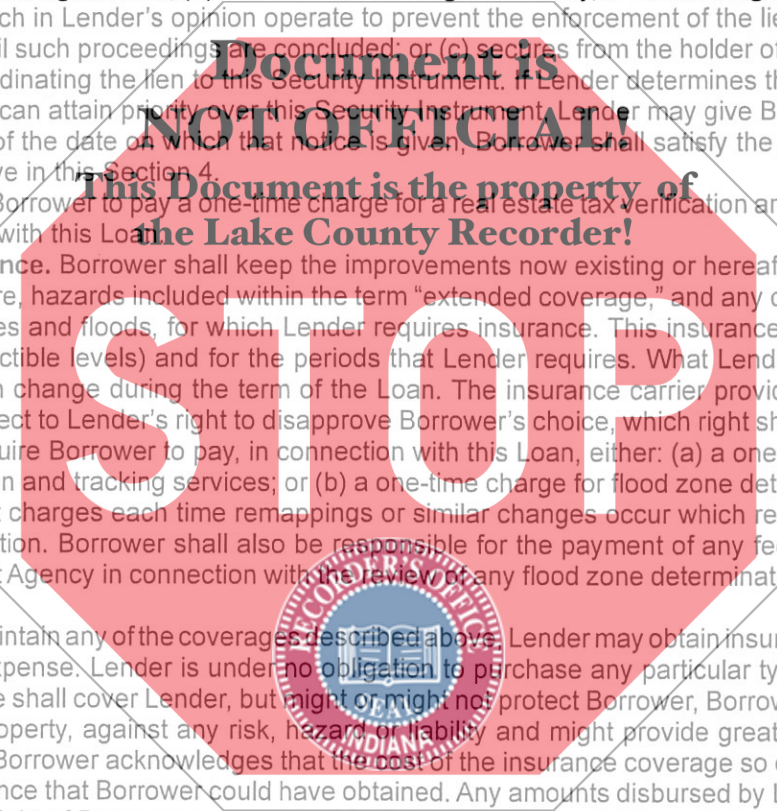 ch in Lender's opinion operate to prevent the enforcement of the lie
il such proceedings are concluded; or (c) secures from the holder of
Document is
dinating the lien to this Security Instrument. If Lender determines th
can attain priority over this Security Instrument, Lender may give B
NOT OFFICIAL!
of the date on which that notice is given, Borrower shall satisfy the
ve in this Section 4.
This Document is the property of
Borrower to pay a one-time charge for a real estate tax verification an
with this Loan.
the Lake County Recorder!
nce. Borrower shall keep the improvements now existing or hereaf
re, hazards included within the term “extended coverage,” and any o
es and floods, for which Lender requires insurance. This insurance
ctible levels) and for the periods that Lender requires. What Lend
n change during the term of the Loan. The insurance carrier provid
STOP
ect to Lender's right to disapprove Borrower's choice, which right sh
uire Borrower to pay, in connection with this Loan, either: (a) a one
n and tracking services; or (b) a one-time charge for flood zone det
t charges each time remappings or similar changes occur which re
tion. Borrower shall also be responsible for the payment of any fe
t Agency in connection with the review of any flood zone determinat
RECORDER'S OFFICE
intain any of the coverages described above, Lender may obtain insur
xpense. Lender is under no obligation to purchase any particular ty
e shall cover Lender, but might or might not protect Borrower, Borrow
SEAL
operty, against any risk, hazard or liability and might provide great
INDIANA
Borrower acknowledges that the cost of the insurance coverage so o
nce that Borrower could have obtained. Any amounts disbursed by L